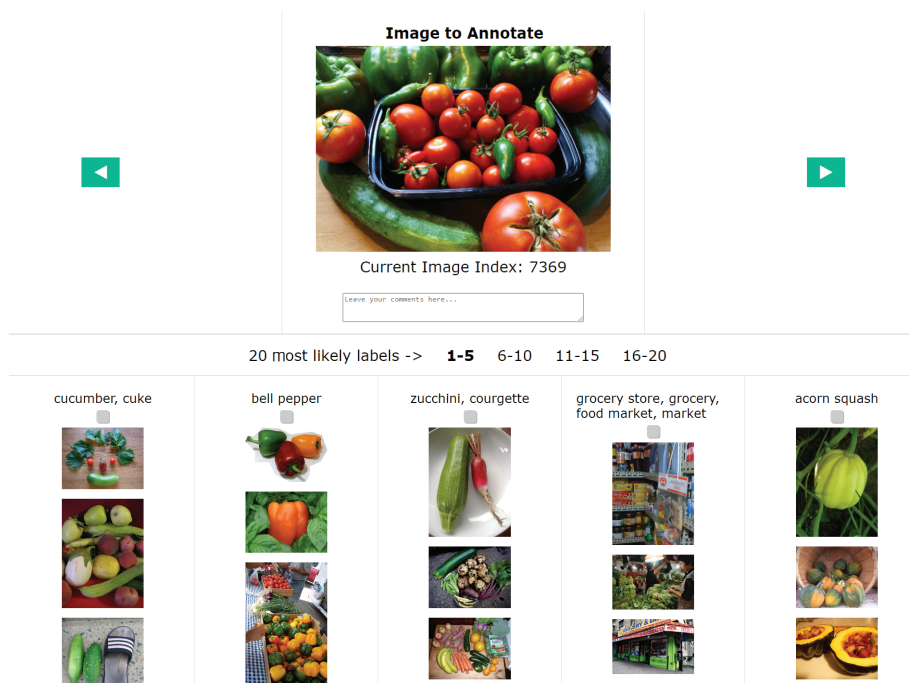 Image to Annotate
Current Image Index: 7369
Leave your comments here...
20 most likely labels -> 1-5 6-10 11-15 16-20
cucumber, cuke
bell pepper
zucchini, courgette
grocery store, grocery,
food market, market
acorn squash